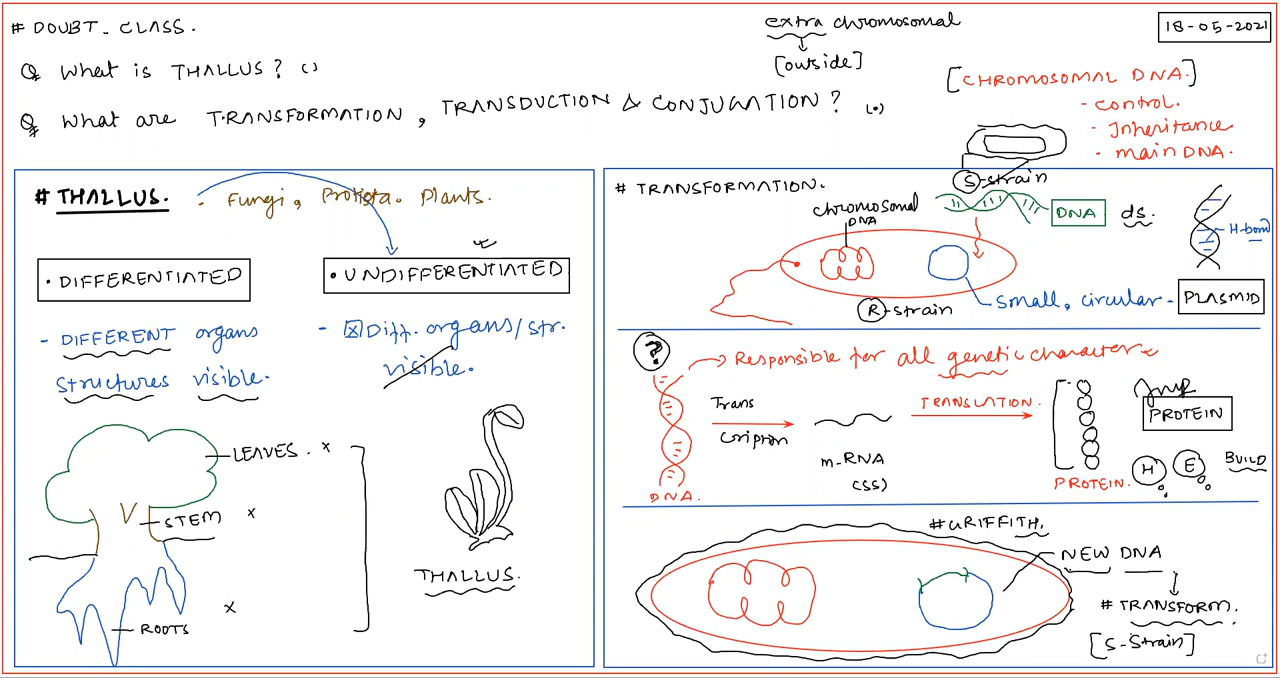 # DOUBT - CLASS.
extra chromosomal
[outside]
18-05-2021
Q What is THALLUS? ( )
Q What are TRANSFORMATION, TRANSDUCTION & CONJUGATION? (.)
[CHROMOSOMAL DNA.]
- control.
- Inheritance
- main DNA.
# THALLUS. - Fungi, Protista. Plants.
• DIFFERENTIATED
• UNDIFFERENTIATED
- DIFFERENT organs
structures visible.
- ☒ Diff. organs/str.
visible.
LEAVES. x
STEM x
ROOTS x
THALLUS.
# TRANSFORMATION.
S-strain
chromosomal
DNA
DNA ds.
H-bond
R-strain
Small, circular - PLASMID
?
Responsible for all genetic characters
Trans
cription
TRANSLATION.
m-RNA
(ss)
DNA.
PROTEIN.
PROTEIN
H E BUILD
# GRIFFITH.
NEW DNA
# TRANSFORM.
[S-Strain]